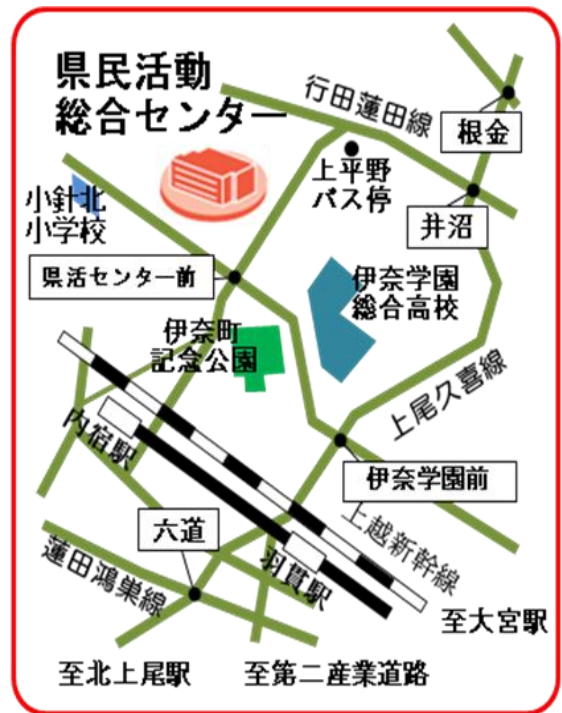 県民活動
総合センター
行田蓮田線
根金
上平野
バス停
小針北
小学校
井沼
県活センター前
伊奈学園
総合高校
伊奈町
記念公園
上尾久喜線
内宿駅
伊奈学園前
六道
上越新幹線
羽貫駅
蓮田鴻巣線
至大宮駅
至北上尾駅
至第二産業道路